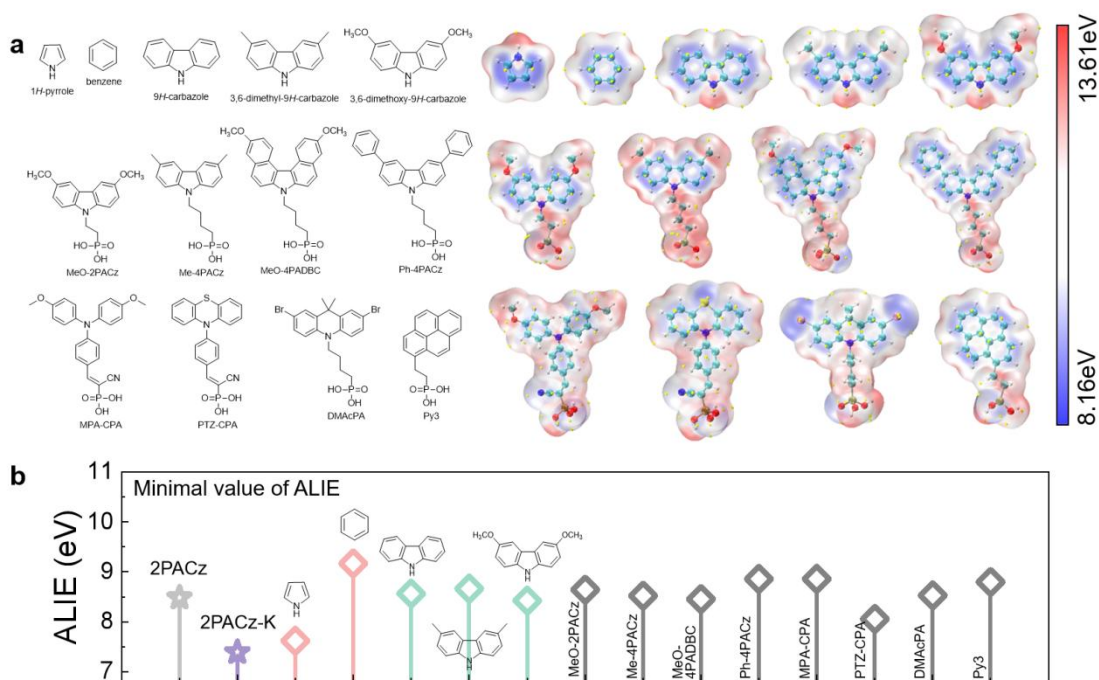 a
1H-pyrrole
benzene
9H-carbazole
3,6-dimethyl-9H-carbazole
3,6-dimethoxy-9H-carbazole
N
H
N
H
N
H
H₃CO
OCH₃
N
H
13.61eV
8.16eV
H₃CO
OCH₃
N
HO-P=O
OH
MeO-2PACz
N
HO-P=O
OH
Me-4PACz
H₃CO
OCH₃
N
HO-P=O
OH
MeO-4PADBC
N
HO-P=O
OH
Ph-4PACz
O
O
N
CN
O=P-OH
OH
MPA-CPA
S
N
CN
O=P-OH
OH
PTZ-CPA
Br
Br
N
HO-P=O
OH
DMAcPA
O=P-OH
OH
Py3
b
Minimal value of ALIE
ALIE (eV)
11
10
9
8
7
2PACz
2PACz-K
N
H
N
H
N
H
H₃CO
OCH₃
N
H
MeO-2PACz
Me-4PACz
MeO-
4PADBC
Ph-4PACz
MPA-CPA
PTZ-CPA
DMAcPA
Py3